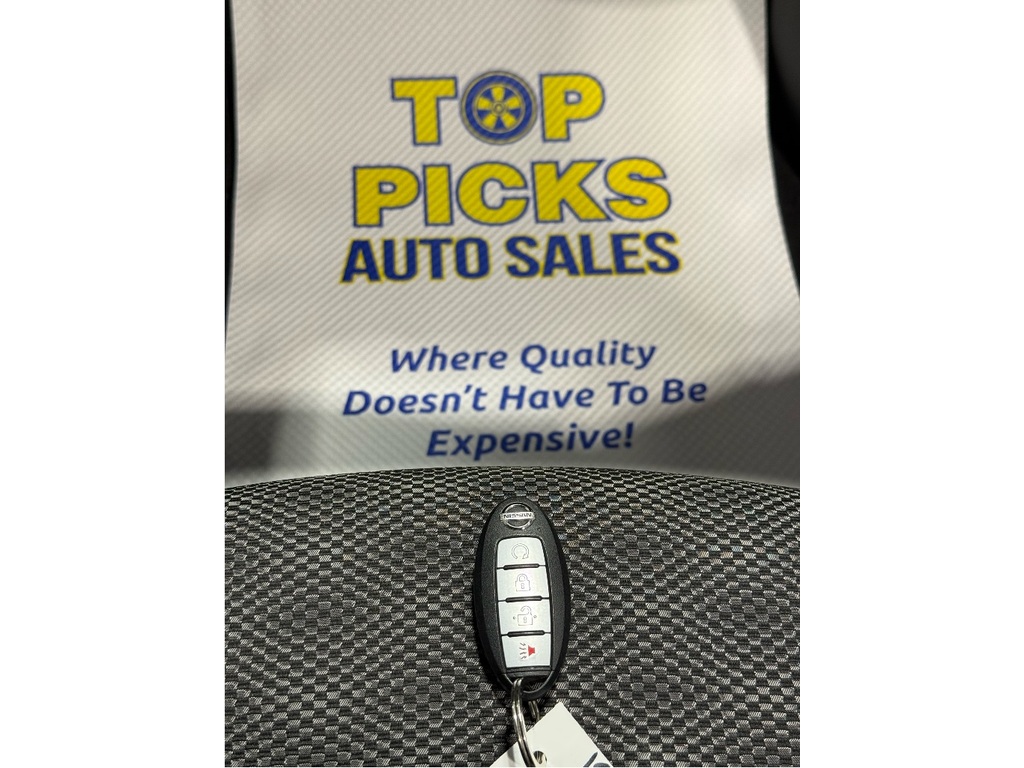 TOP
PICKS
AUTO SALES
Where Quality
Doesn't Have To Be
Expensive!
NISSAN